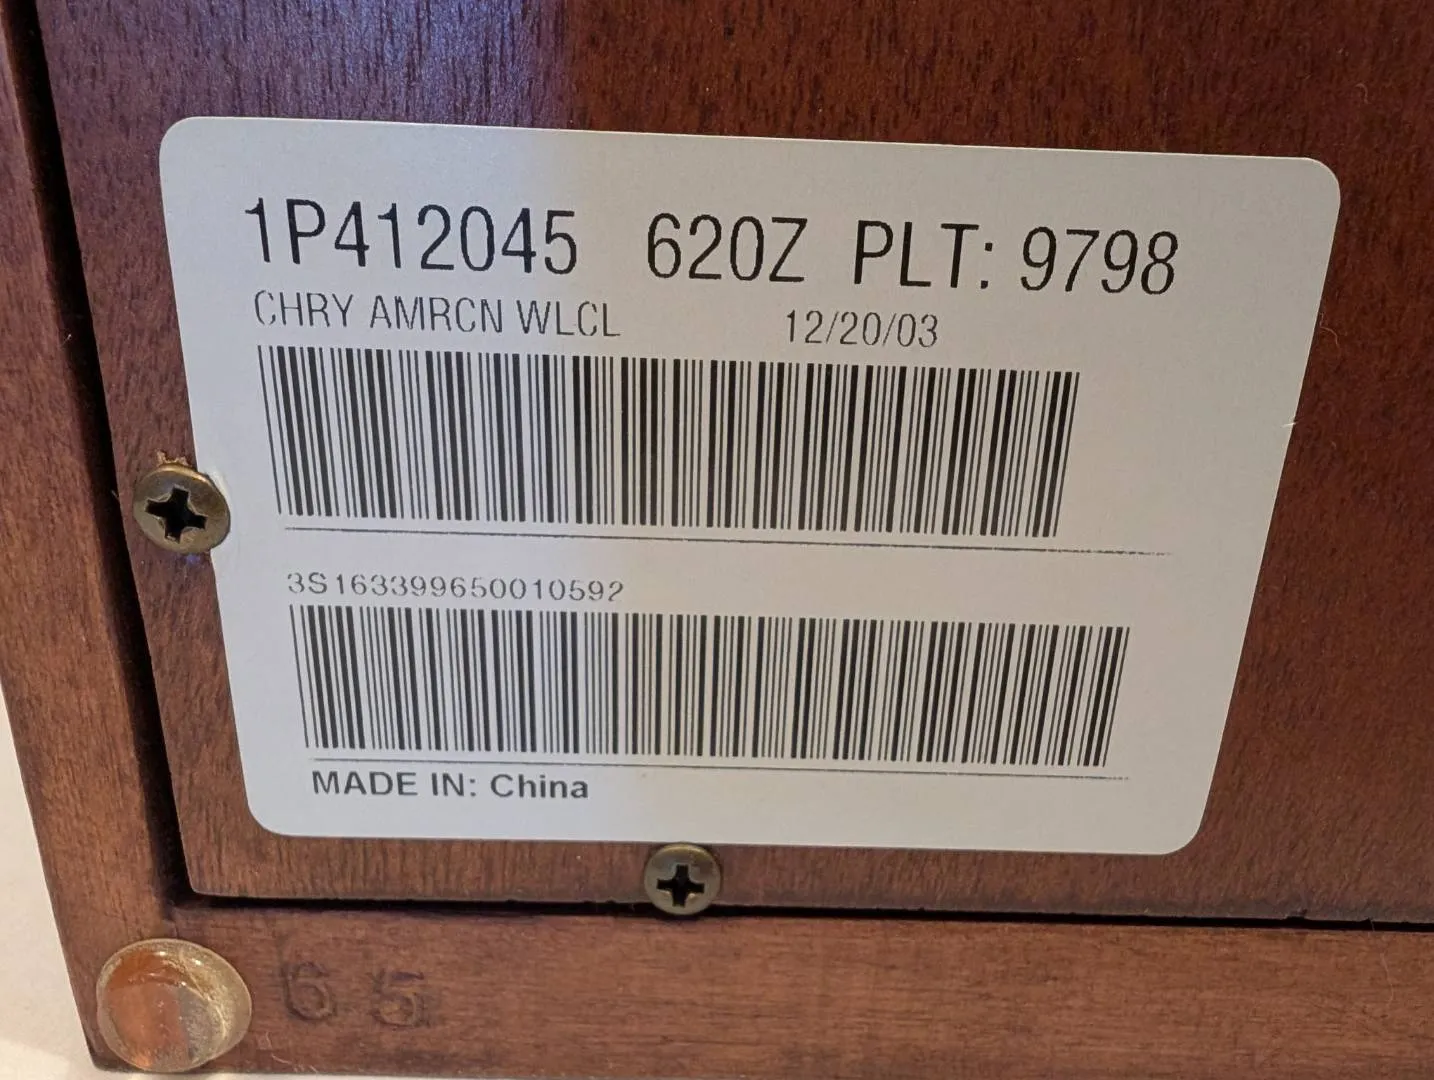 1P412045 620Z PLT: 9798
CHRY AMRCN WLCL 12/20/03
3S163399650010592
MADE IN: China
65